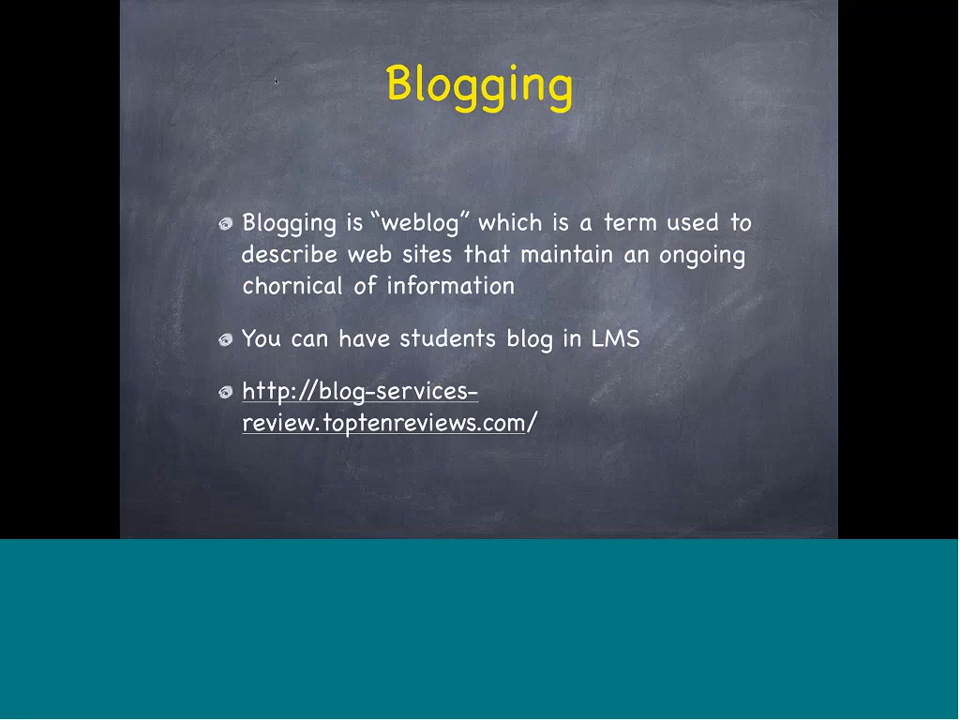 Blogging
Blogging is “weblog” which is a term used to
describe web sites that maintain an ongoing
chornical of information
You can have students blog in LMS
http://blog-services-
review.toptenreviews.com/